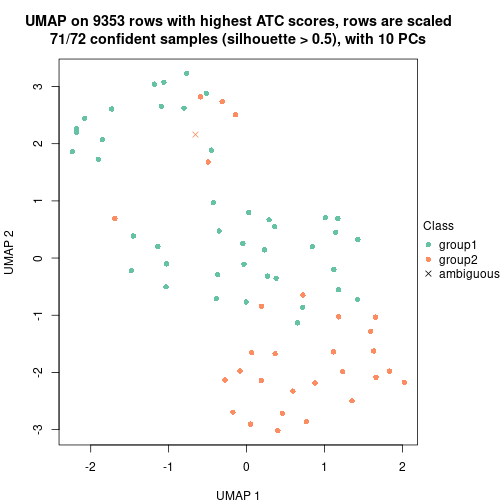 UMAP on 9353 rows with highest ATC scores, rows are scaled
71/72 confident samples (silhouette > 0.5), with 10 PCs
3
2
1
0
-1
-2
-3
UMAP 2
-2
-1
0
1
2
UMAP 1
Class
group1
group2
ambiguous